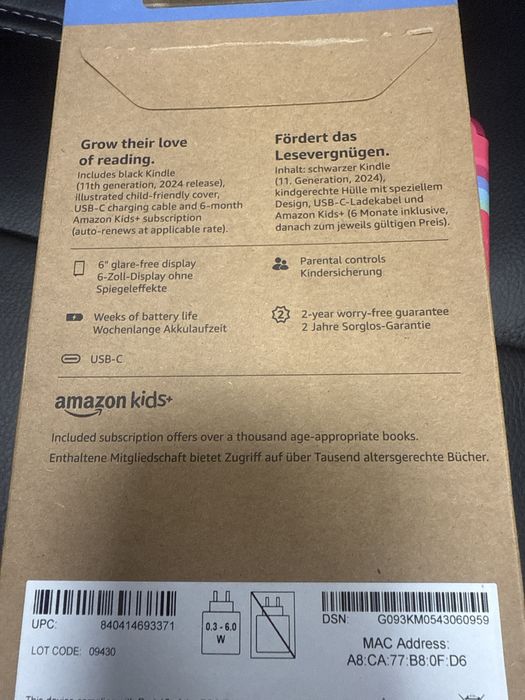 Grow their love
of reading.
Includes black Kindle
(11th generation, 2024 release),
illustrated child-friendly cover,
USB-C charging cable and 6-month
Amazon Kids+ subscription
(auto-renews at applicable rate).
Fördert das
Lesevergnügen.
Inhalt: schwarzer Kindle
(11. Generation, 2024),
kindgerechte Hülle mit speziellem
Design, USB-C-Ladekabel und
Amazon Kids+ (6 Monate inklusive,
danach zum jeweils gültigen Preis).
6" glare-free display
6-Zoll-Display ohne
Spiegeleffekte
Parental controls
Kindersicherung
Weeks of battery life
Wochenlange Akkulaufzeit
2
2-year worry-free guarantee
2 Jahre Sorglos-Garantie
USB-C
amazon kids+
Included subscription offers over a thousand age-appropriate books.
Enthaltene Mitgliedschaft bietet Zugriff auf über Tausend altersgerechte Bücher.
UPC: 840414693371
LOT CODE: 09430
0.3 - 6.0
W
DSN: G093KM0543060959
MAC Address:
A8:CA:77:B8:0F:D6